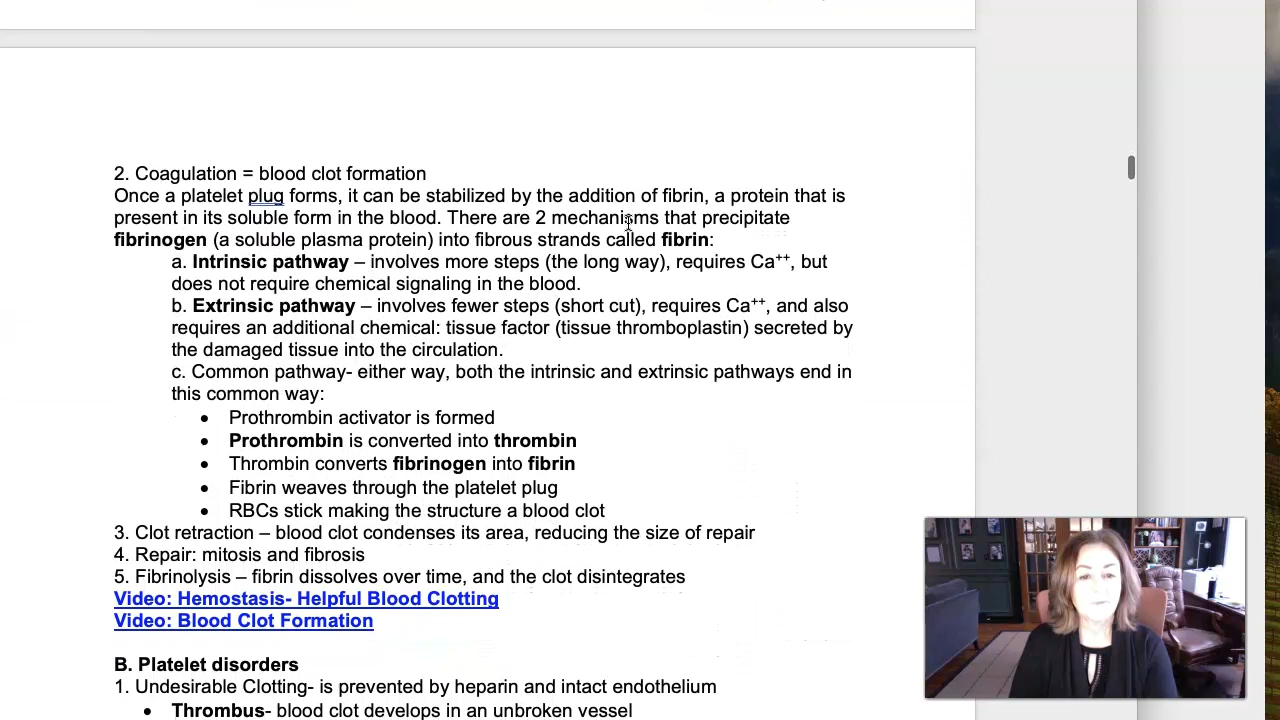 2. Coagulation = blood clot formation
Once a platelet plug forms, it can be stabilized by the addition of fibrin, a protein that is
present in its soluble form in the blood. There are 2 mechanisms that precipitate
fibrinogen (a soluble plasma protein) into fibrous strands called fibrin:
a. Intrinsic pathway – involves more steps (the long way), requires Ca⁺⁺, but
does not require chemical signaling in the blood.
b. Extrinsic pathway – involves fewer steps (short cut), requires Ca⁺⁺, and also
requires an additional chemical: tissue factor (tissue thromboplastin) secreted by
the damaged tissue into the circulation.
c. Common pathway- either way, both the intrinsic and extrinsic pathways end in
this common way:
• Prothrombin activator is formed
• Prothrombin is converted into thrombin
• Thrombin converts fibrinogen into fibrin
• Fibrin weaves through the platelet plug
• RBCs stick making the structure a blood clot
3. Clot retraction – blood clot condenses its area, reducing the size of repair
4. Repair: mitosis and fibrosis
5. Fibrinolysis – fibrin dissolves over time, and the clot disintegrates
Video: Hemostasis- Helpful Blood Clotting
Video: Blood Clot Formation
B. Platelet disorders
1. Undesirable Clotting- is prevented by heparin and intact endothelium
• Thrombus- blood clot develops in an unbroken vessel